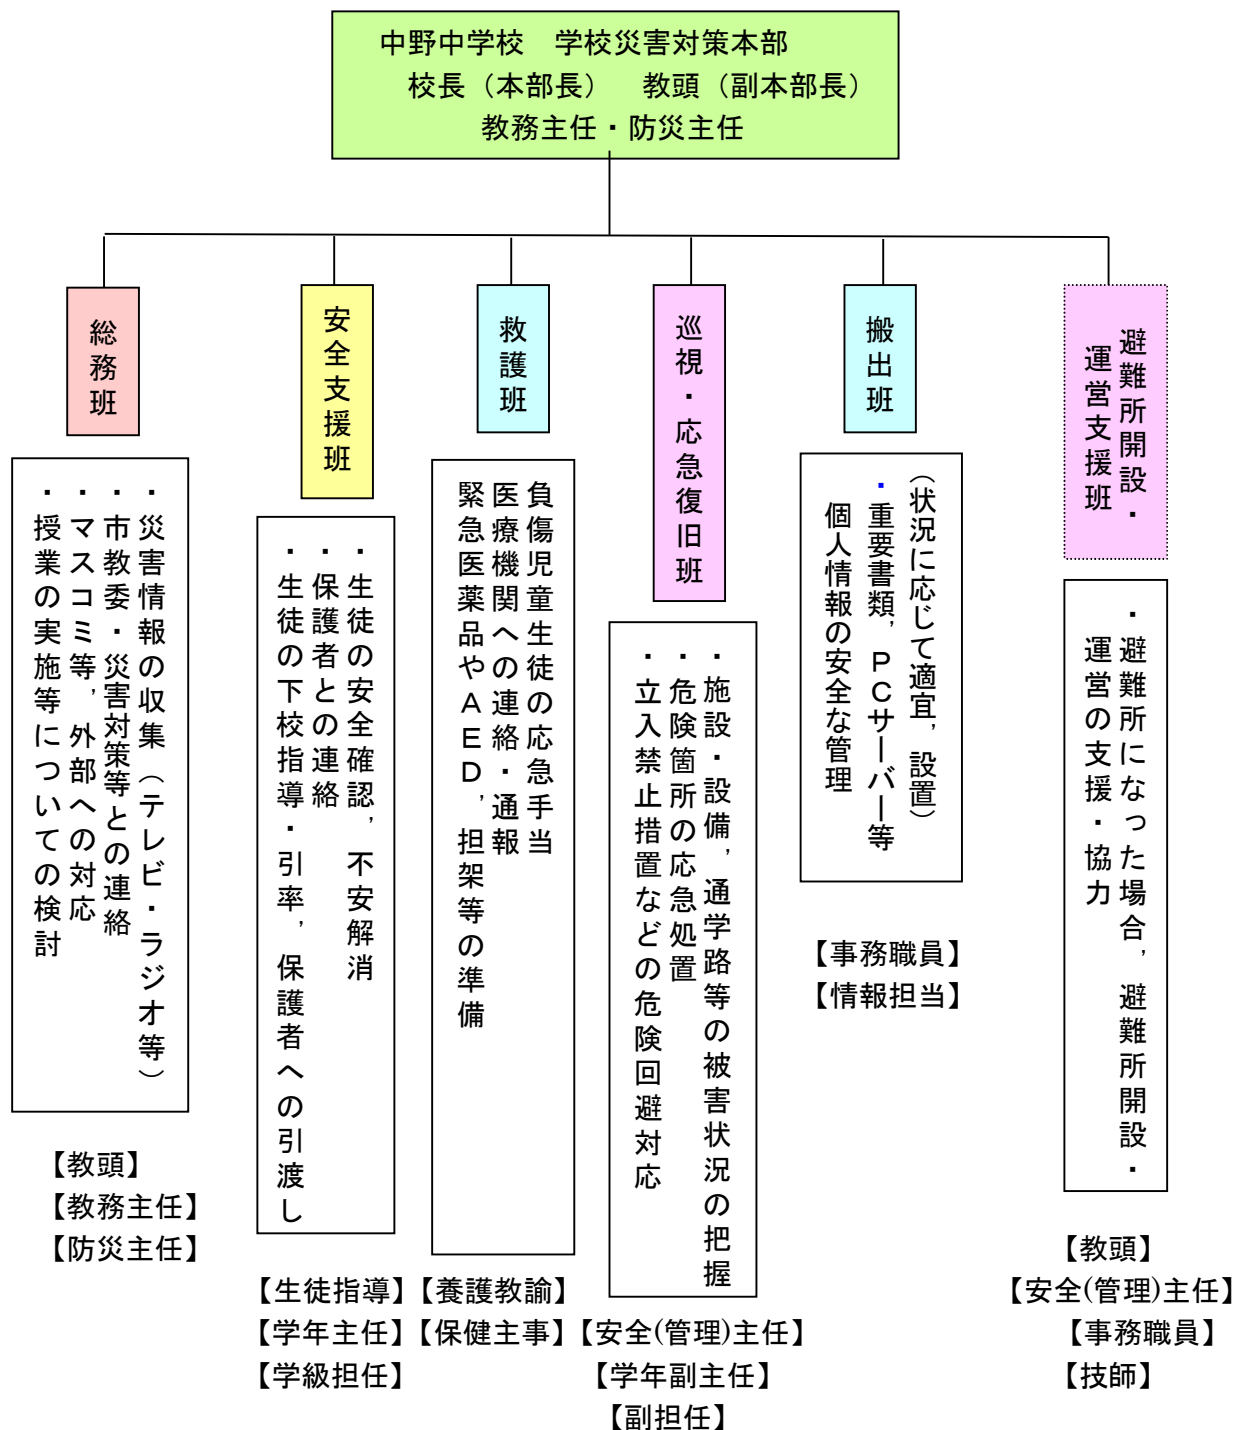 中野中学校　学校災害対策本部
校長（本部長）　教頭（副本部長）
教務主任・防災主任
総務班
・災害情報の収集（テレビ・ラジオ等）
・市教委・災害対策等との連絡
・マスコミ等，外部への対応
・授業の実施等についての検討
【教頭】
【教務主任】
【防災主任】
安全支援班
・生徒の安全確認，不安解消
・保護者との連絡
・生徒の下校指導・引率，保護者への引渡し
【生徒指導】
【学年主任】
【学級担任】
救護班
負傷児童生徒の応急手当
医療機関への連絡・通報
緊急医薬品やＡＥＤ，担架等の準備
【養護教諭】
【保健主事】
巡視・応急復旧班
・施設・設備，通学路等の被害状況の把握
・危険箇所の応急処置
・立入禁止措置などの危険回避対応
【安全(管理)主任】
【学年副主任】
【副担任】
搬出班
（状況に応じて適宜，設置）
・重要書類，ＰＣサーバー等
個人情報の安全な管理
【事務職員】
【情報担当】
避難所開設・
運営支援班
・避難所になった場合，避難所開設・
運営の支援・協力
【教頭】
【安全(管理)主任】
【事務職員】
【技師】